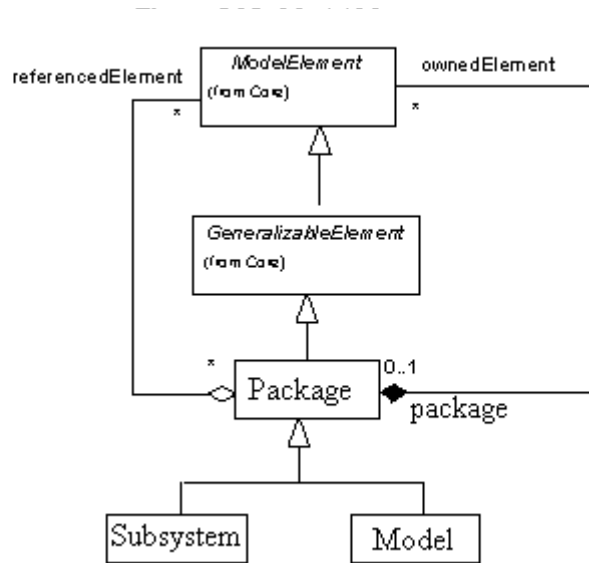 ModelElement
referencedElement
ownedElement
(from Core)
*
*
GeneralizableElement
(from Core)
*
0..1
Package
package
Subsystem
Model